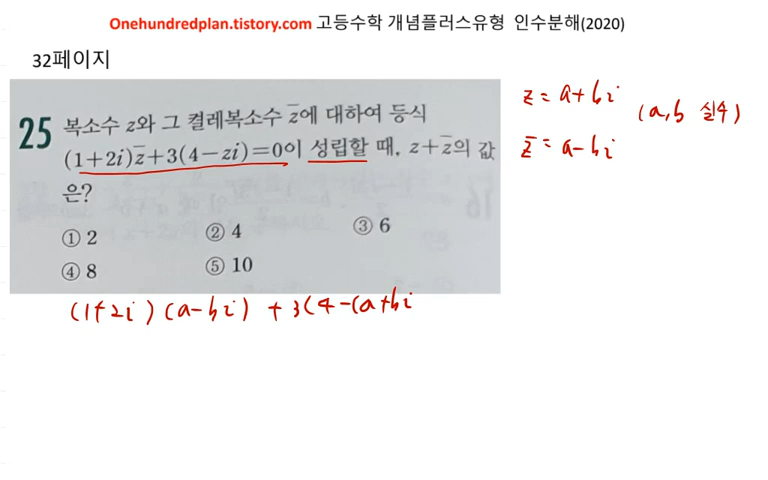 Onehundredplan.tistory.com 고등수학 개념플러스유형 인수분해(2020)
32페이지
25 복소수 z와 그 켤레복소수 z̄에 대하여 등식
(1+2i)z̄+3(4-zi)=0이 성립할 때, z+z̄의 값
은?
① 2 ② 4 ③ 6
④ 8 ⑤ 10
z = a+bi
(a, b 실수)
z̄ = a-bi
(1+2i)(a-bi) + 3(4-(a+bi